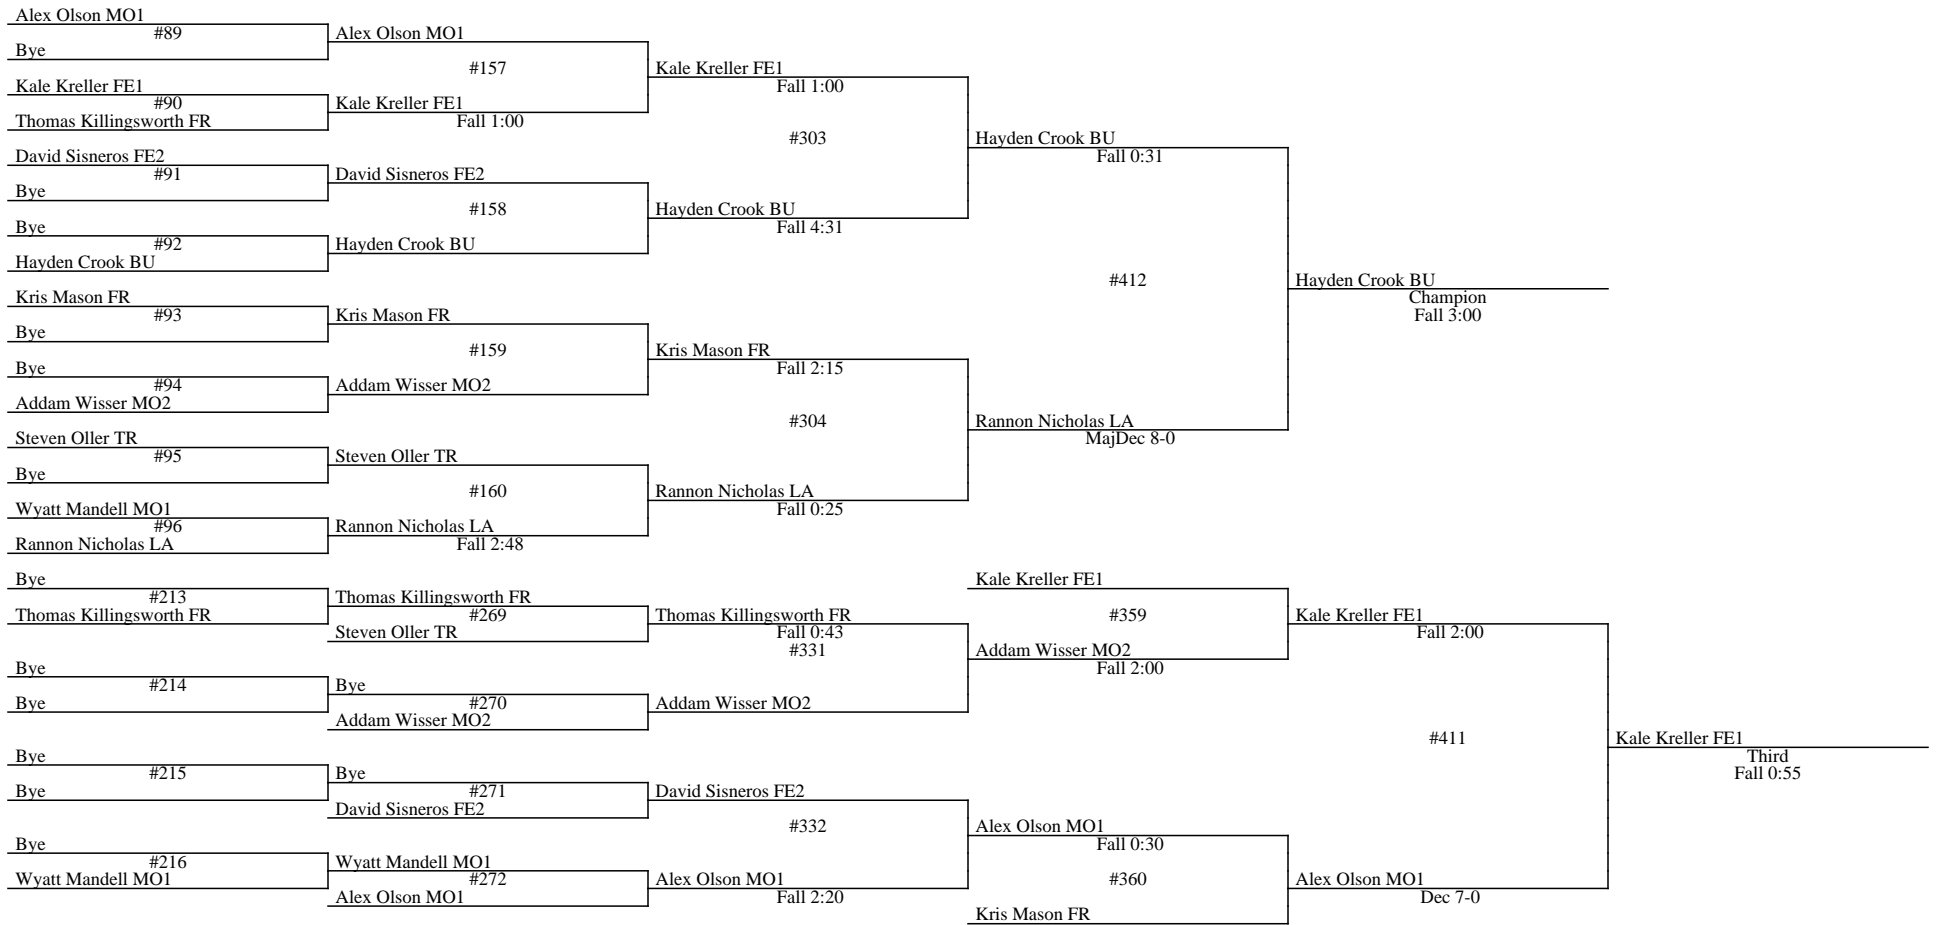 Alex Olson MO1
#89
Bye
Alex Olson MO1
#157
Kale Kreller FE1
#90
Thomas Killingsworth FR
Kale Kreller FE1
Fall 1:00
Kale Kreller FE1
Fall 1:00
#303
David Sisneros FE2
#91
Bye
David Sisneros FE2
#158
Bye
#92
Hayden Crook BU
Hayden Crook BU
Hayden Crook BU
Fall 4:31
Hayden Crook BU
Fall 0:31
#412
Kris Mason FR
#93
Bye
Kris Mason FR
#159
Bye
#94
Addam Wisser MO2
Addam Wisser MO2
Kris Mason FR
Fall 2:15
#304
Steven Oller TR
#95
Bye
Steven Oller TR
#160
Wyatt Mandell MO1
#96
Rannon Nicholas LA
Rannon Nicholas LA
Fall 2:48
Rannon Nicholas LA
Fall 0:25
Rannon Nicholas LA
MajDec 8-0
Hayden Crook BU
Champion
Fall 3:00
Bye
#213
Thomas Killingsworth FR
Thomas Killingsworth FR
#269
Steven Oller TR
Thomas Killingsworth FR
Fall 0:43
#331
Bye
#214
Bye
Bye
#270
Addam Wisser MO2
Addam Wisser MO2
Kale Kreller FE1
#359
Addam Wisser MO2
Fall 2:00
Kale Kreller FE1
Fall 2:00
#411
Bye
#215
Bye
Bye
#271
David Sisneros FE2
David Sisneros FE2
#332
Bye
#216
Wyatt Mandell MO1
Wyatt Mandell MO1
#272
Alex Olson MO1
Alex Olson MO1
Fall 2:20
Alex Olson MO1
Fall 0:30
#360
Kris Mason FR
Alex Olson MO1
Dec 7-0
Kale Kreller FE1
Third
Fall 0:55